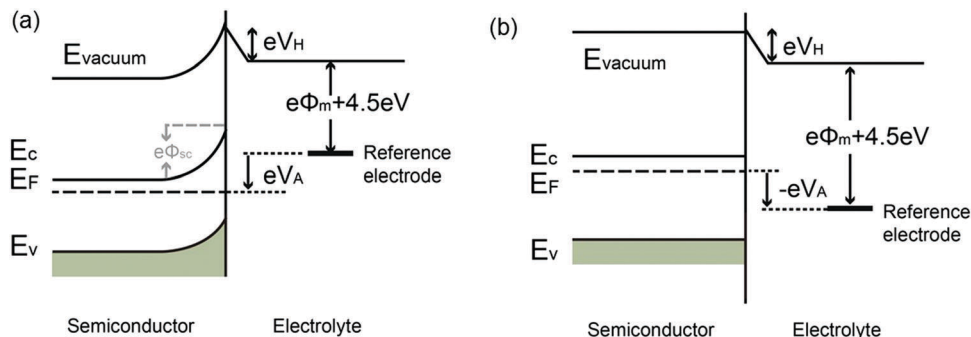 (a)
eVH
Evacuum
eΦm+4.5eV
eΦsc
Ec
EF
Reference
electrode
eVA
Ev
Semiconductor Electrolyte
(b)
eVH
Evacuum
eΦm+4.5eV
Ec
EF
-eVA
Reference
electrode
Ev
Semiconductor Electrolyte